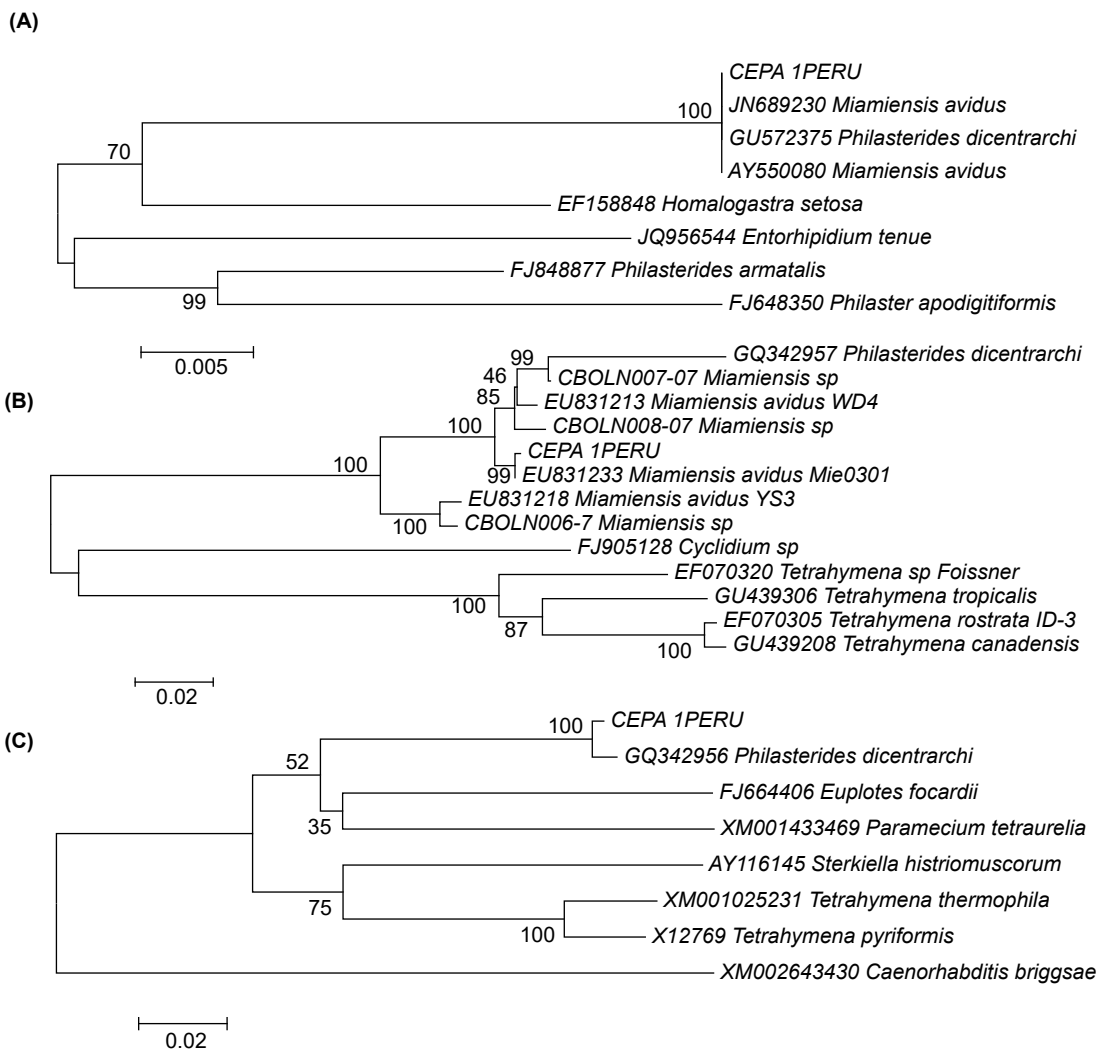 (A)
CEPA 1PERU
100
JN689230 Miamiensis avidus
GU572375 Philasterides dicentrarchi
70
AY550080 Miamiensis avidus
EF158848 Homalogastra setosa
JQ956544 Entorhipidium tenue
FJ848877 Philasterides armatalis
99
FJ648350 Philaster apodigitiformis
0.005
(B)
99
GQ342957 Philasterides dicentrarchi
46
CBOLN007-07 Miamiensis sp
85
EU831213 Miamiensis avidus WD4
100
CBOLN008-07 Miamiensis sp
CEPA 1PERU
100
99
EU831233 Miamiensis avidus Mie0301
EU831218 Miamiensis avidus YS3
100
CBOLN006-7 Miamiensis sp
FJ905128 Cyclidium sp
EF070320 Tetrahymena sp Foissner
100
GU439306 Tetrahymena tropicalis
87
EF070305 Tetrahymena rostrata ID-3
100
GU439208 Tetrahymena canadensis
0.02
(C)
100
CEPA 1PERU
52
GQ342956 Philasterides dicentrarchi
FJ664406 Euplotes focardii
35
XM001433469 Paramecium tetraurelia
AY116145 Sterkiella histriomuscorum
75
XM001025231 Tetrahymena thermophila
100
X12769 Tetrahymena pyriformis
XM002643430 Caenorhabditis briggsae
0.02